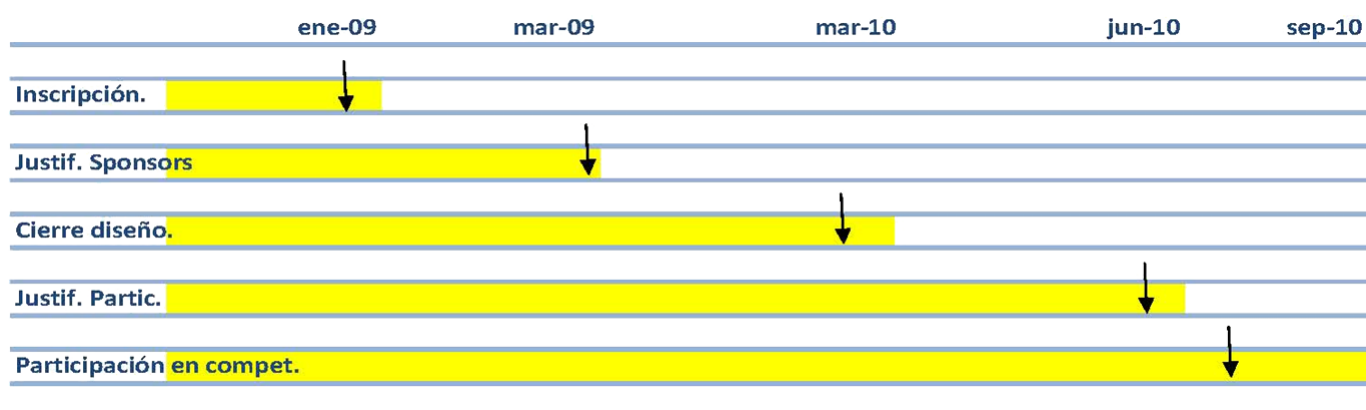 ene-09 mar-09 mar-10 jun-10 sep-10
Inscripción.
Justif. Sponsors
Cierre diseño.
Justif. Partic.
Participación en compet.